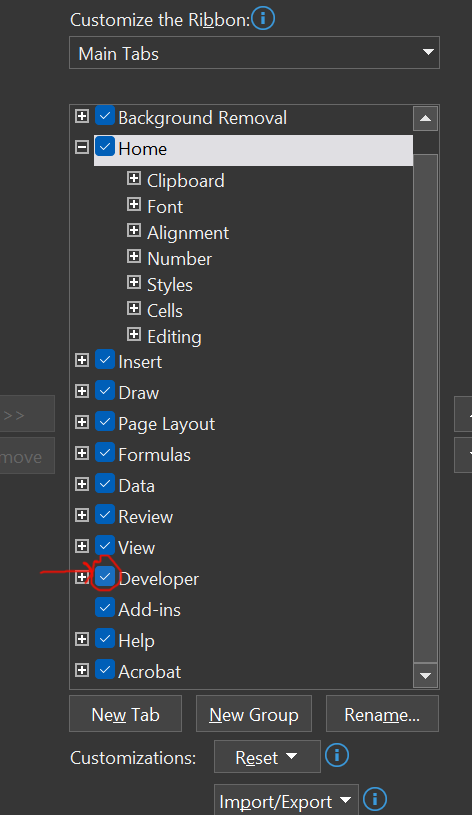 Customize the Ribbon:
Main Tabs
Background Removal
Home
Clipboard
Font
Alignment
Number
Styles
Cells
Editing
Insert
Draw
>>
Page Layout
move
Formulas
Data
Review
View
Developer
Add-ins
Help
Acrobat
New Tab New Group Rename...
Customizations: Reset
Import/Export